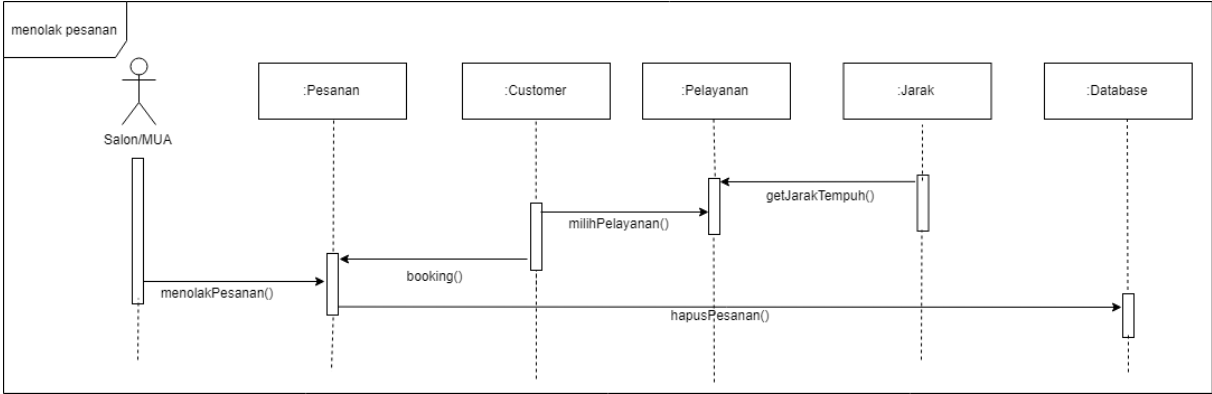 menolak pesanan
:Pesanan
:Customer
:Pelayanan
:Jarak
:Database
Salon/MUA
getJarakTempuh()
milihPelayanan()
booking()
menolakPesanan()
hapusPesanan()